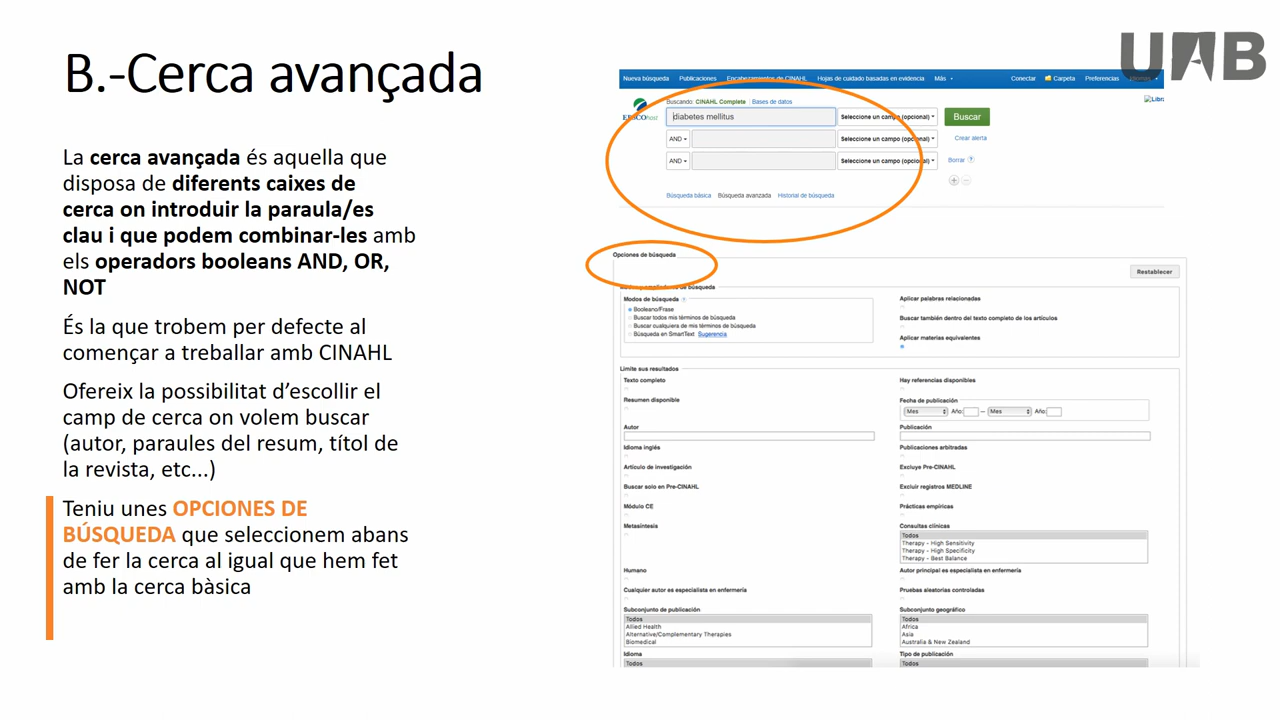 B.-Cerca avançada
UAB
La cerca avançada és aquella que
disposa de diferents caixes de
cerca on introduir la paraula/es
clau i que podem combinar-les amb
els operadors booleans AND, OR,
NOT
És la que trobem per defecte al
començar a treballar amb CINAHL
Ofereix la possibilitat d'escollir el
camp de cerca on volem buscar
(autor, paraules del resum, títol de
la revista, etc...)
Teniu unes OPCIONES DE
BÚSQUEDA que seleccionem abans
de fer la cerca al igual que hem fet
amb la cerca bàsica
Nueva búsqueda Publicaciones Encabezamientos de CINAHL Hojas de cuidado basadas en evidencia Más Conectar Carpeta Preferencias
Buscando: CINAHL Complete Bases de datos
diabetes mellitus Seleccione un campo (opcional) Buscar
AND Seleccione un campo (opcional) Crear alerta
AND Seleccione un campo (opcional) Borrar ?
Búsqueda básica Búsqueda avanzada Historial de búsqueda
Opciones de búsqueda
Restablecer
búsqueda
Modos de búsqueda
Booleano/Frase
Buscar todos mis términos de búsqueda
Buscar cualquiera de mis términos de búsqueda
Búsqueda en SmartText Sugerencia
Aplicar palabras relacionadas
Buscar también dentro del texto completo de los artículos
Aplicar materias equivalentes
Limite sus resultados
Texto completo
Hay referencias disponibles
Resumen disponible
Fecha de publicación
Mes Año: – Mes Año:
Autor
Publicación
Idioma inglés
Publicaciones arbitradas
Artículo de investigación
Excluye Pre-CINAHL
Buscar solo en Pre-CINAHL
Excluir registros MEDLINE
Módulo CE
Prácticas empíricas
Metasíntesis
Consultas clínicas
Todos
Therapy - High Sensitivity
Therapy - High Specificity
Therapy - Best Balance
Humano
Autor principal es especialista en enfermería
Cualquier autor es especialista en enfermería
Pruebas aleatorias controladas
Subconjunto de publicación
Todos
Allied Health
Alternative/Complementary Therapies
Biomedical
Subconjunto geográfico
Todos
Africa
Asia
Australia & New Zealand
Idioma
Todos
Tipo de publicación
Todos